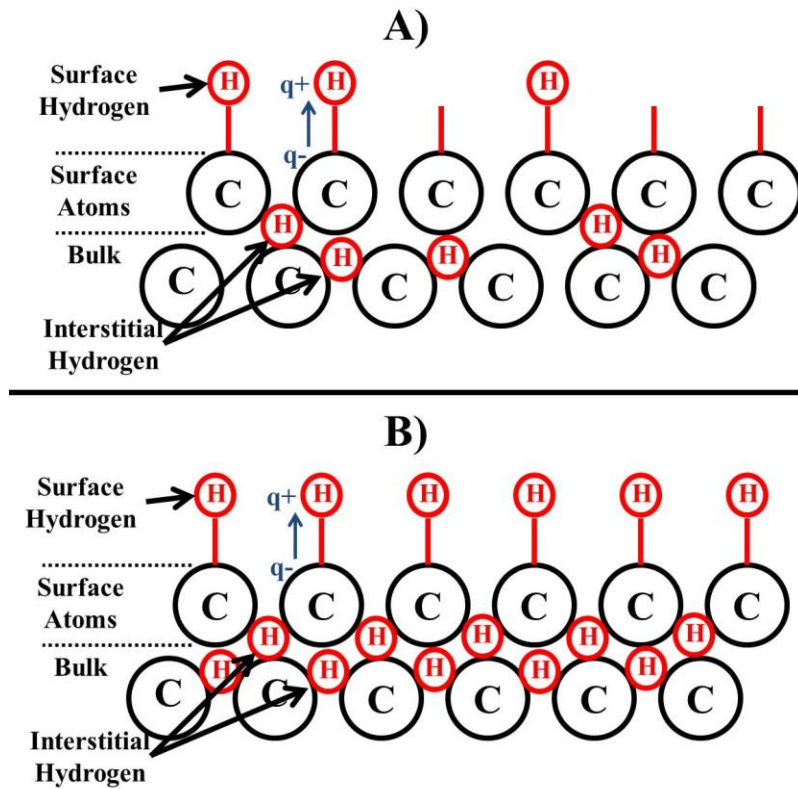 A)
Surface
Hydrogen
H
q+
H
H
q-
Surface
Atoms
C
C
C
C
C
C
H
H
Bulk
H
H
H
C
C
C
C
C
C
Interstitial
Hydrogen
B)
Surface
Hydrogen
H
q+
H
H
H
H
H
q-
Surface
Atoms
C
C
C
C
C
C
H
H
H
H
H
Bulk
H
H
H
H
H
C
C
C
C
C
C
Interstitial
Hydrogen